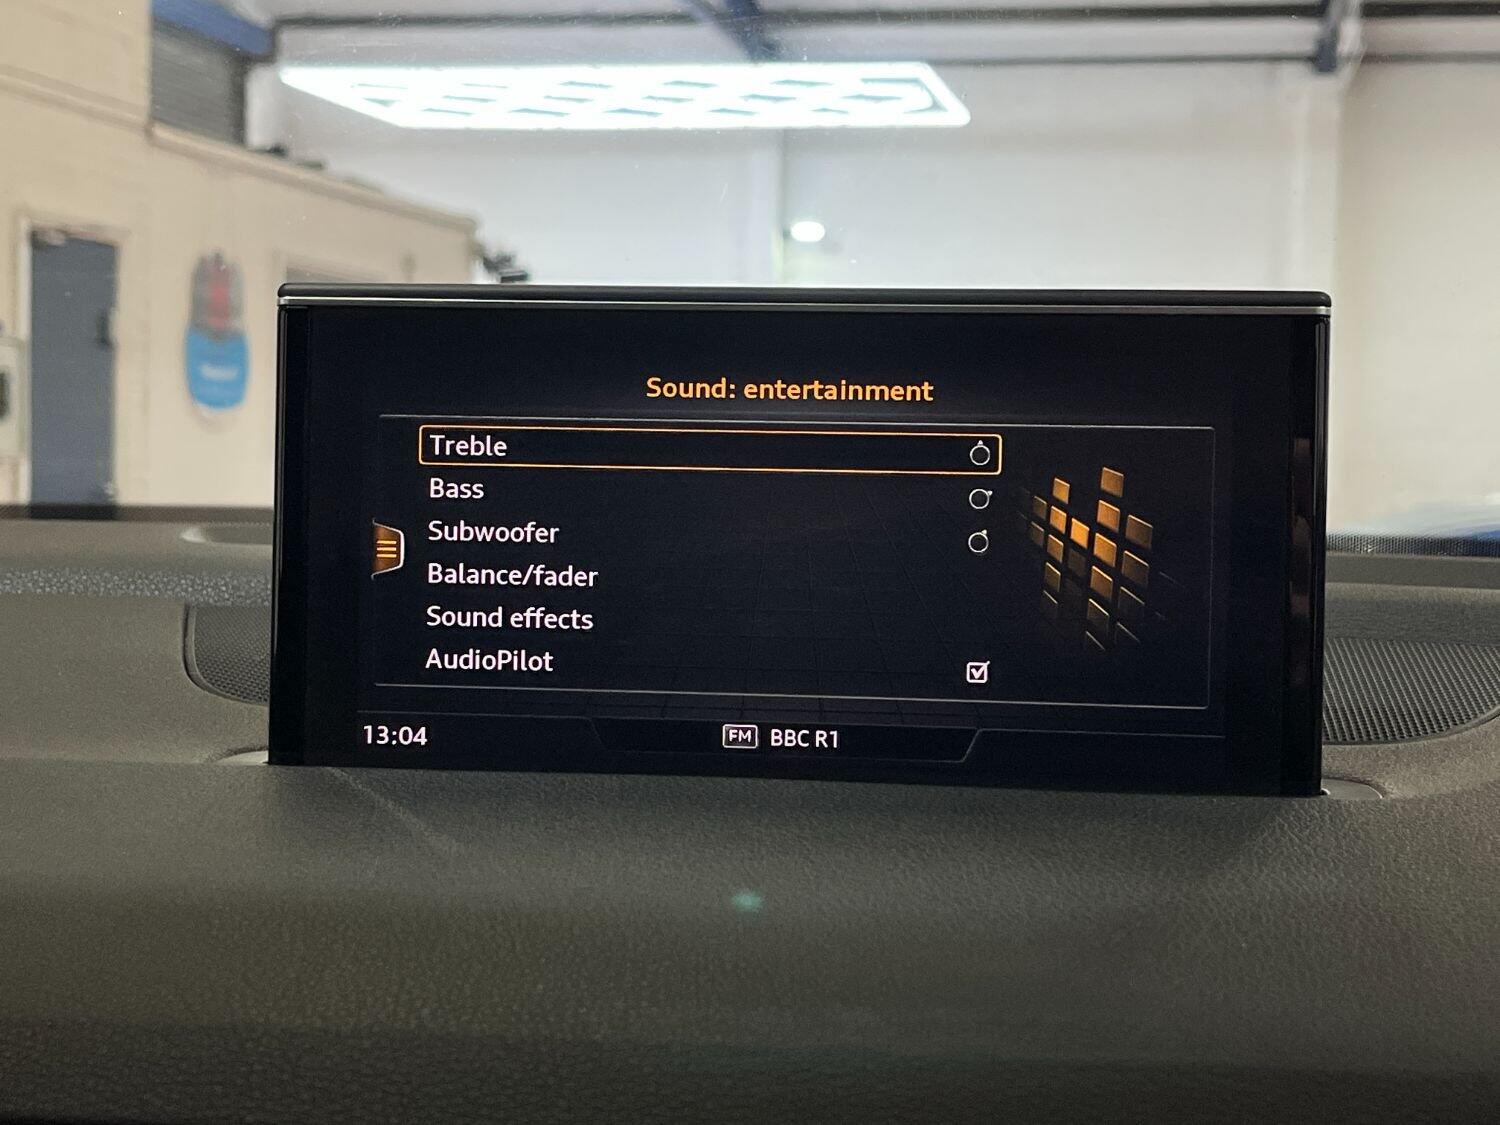 Sound: entertainment
Treble
Bass
Subwoofer
Balance/fader
Sound effects
AudioPilot
13:04
FM BBC R1